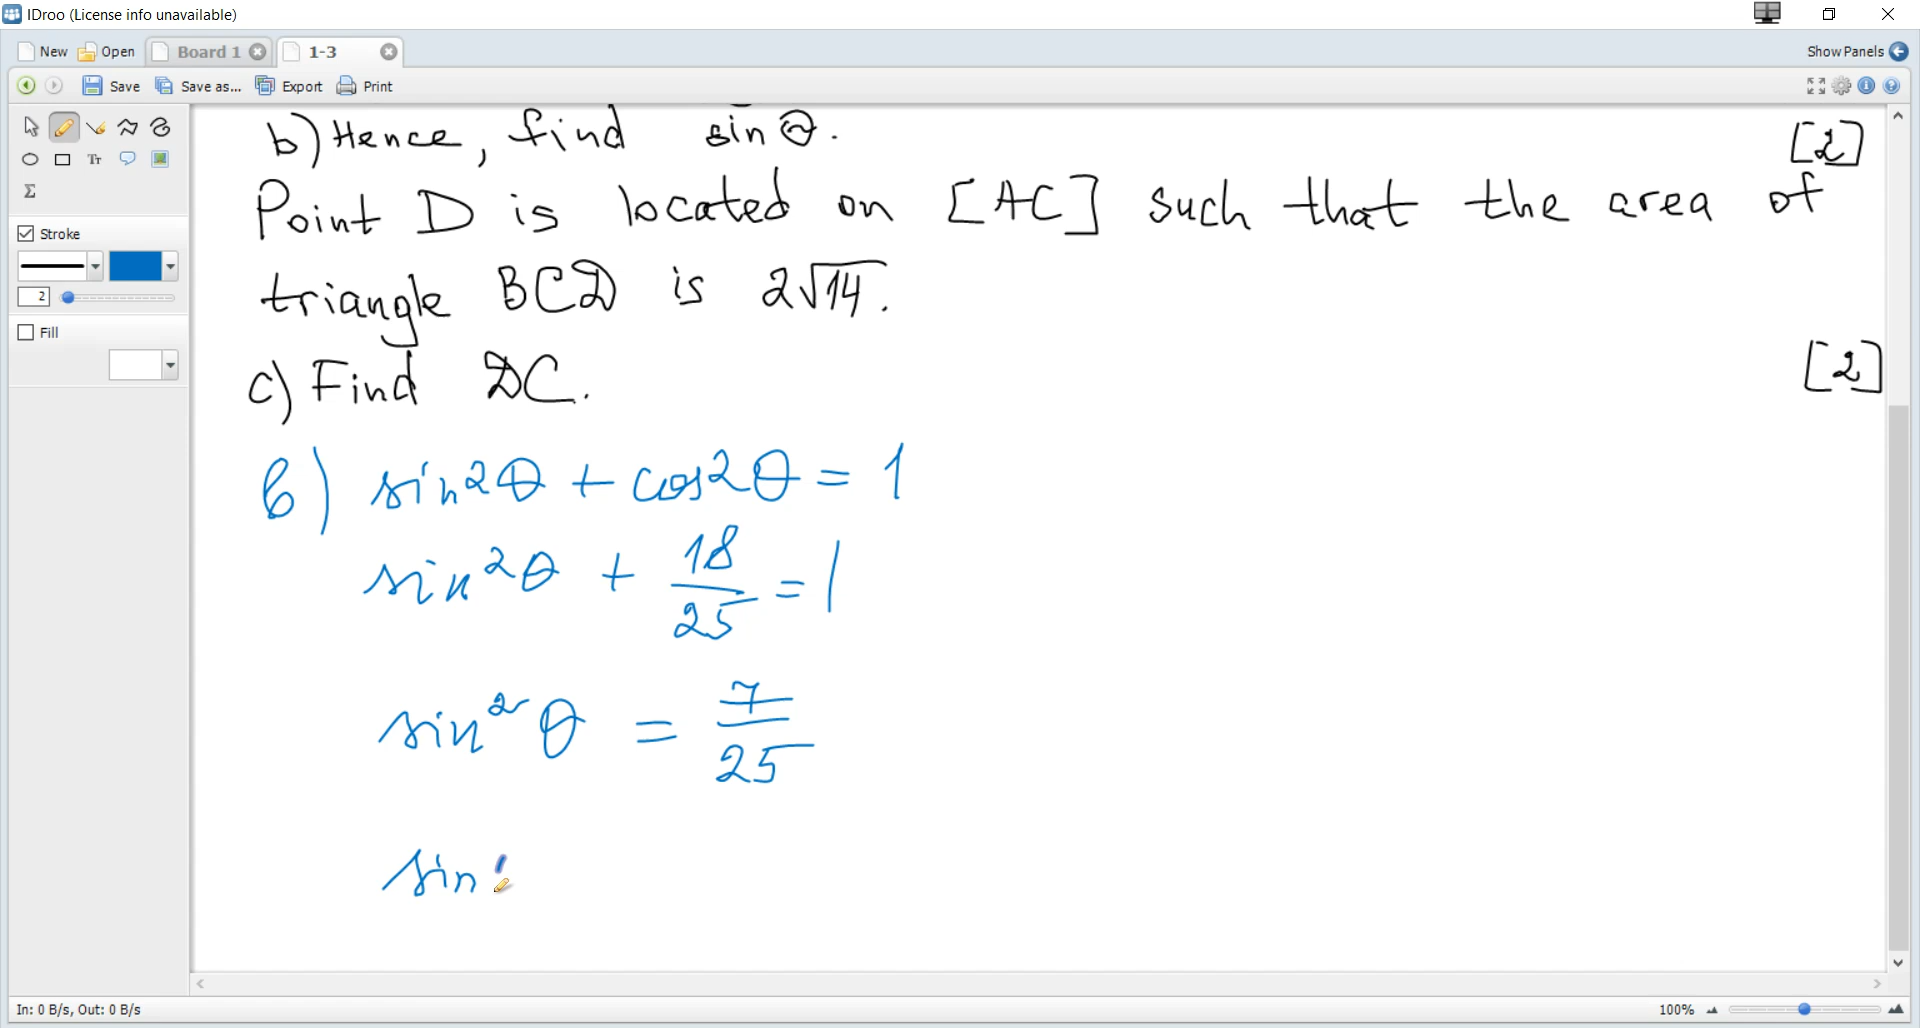 IDroo (License info unavailable)
New Open Board 1 1-3 Show Panels
Save Save as... Export Print
b) Hence, find sin θ. [2]
Point D is located on [AC] such that the area of
Tr
Σ
Stroke
triangle BCD is 2√14.
2
Fill
c) Find DC. [2]
b) sin²θ + cos²θ = 1
sin²θ + 18/25 = 1
sin²θ = 7/25
sin
In: 0 B/s, Out: 0 B/s 100%